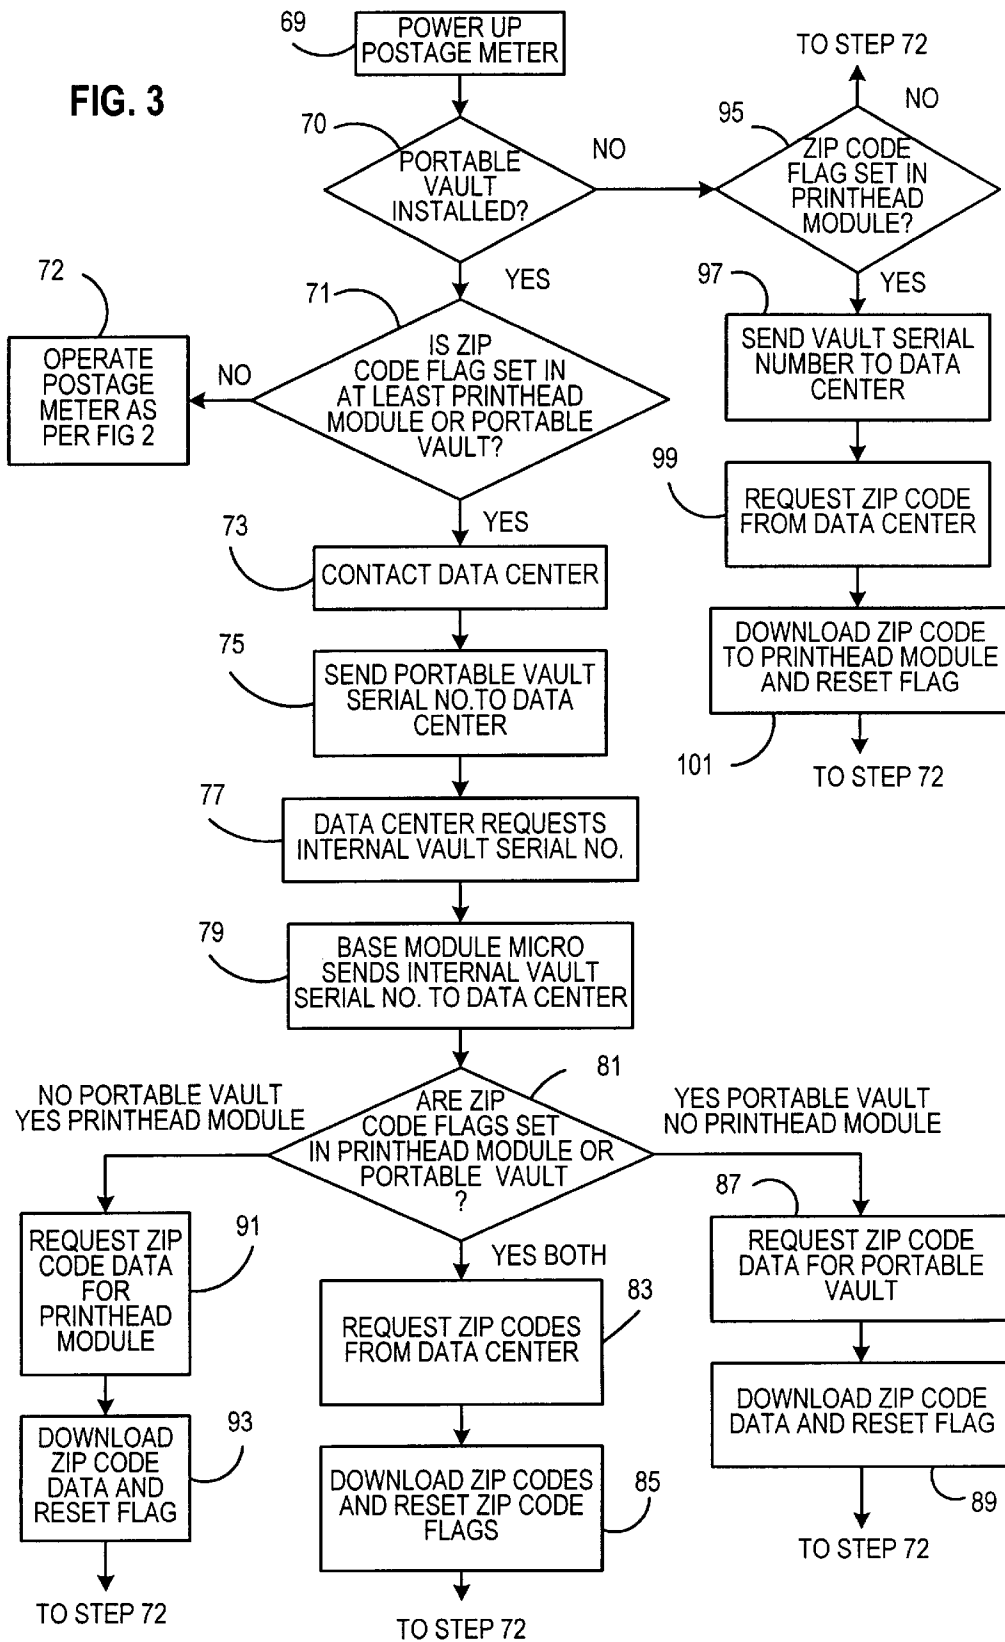 FIG. 3
69
POWER UP
POSTAGE METER
70
PORTABLE
VAULT
INSTALLED?
NO
YES
TO STEP 72
NO
95
ZIP CODE
FLAG SET IN
PRINTHEAD
MODULE?
YES
97
SEND VAULT SERIAL
NUMBER TO DATA
CENTER
99
REQUEST ZIP CODE
FROM DATA CENTER
DOWNLOAD ZIP CODE
TO PRINTHEAD MODULE
AND RESET FLAG
101
TO STEP 72
71
IS ZIP
CODE FLAG SET IN
AT LEAST PRINTHEAD
MODULE OR PORTABLE
VAULT?
NO
72
OPERATE
POSTAGE
METER AS
PER FIG 2
YES
73
CONTACT DATA CENTER
75
SEND PORTABLE VAULT
SERIAL NO.TO DATA
CENTER
77
DATA CENTER REQUESTS
INTERNAL VAULT SERIAL NO.
79
BASE MODULE MICRO
SENDS INTERNAL VAULT
SERIAL NO. TO DATA CENTER
81
ARE ZIP
CODE FLAGS SET
IN PRINTHEAD MODULE OR
PORTABLE VAULT
?
NO PORTABLE VAULT
YES PRINTHEAD MODULE
91
REQUEST ZIP
CODE DATA
FOR
PRINTHEAD
MODULE
93
DOWNLOAD
ZIP CODE
DATA AND
RESET FLAG
TO STEP 72
YES BOTH
83
REQUEST ZIP CODES
FROM DATA CENTER
DOWNLOAD ZIP CODES
AND RESET ZIP CODE
FLAGS
85
TO STEP 72
YES PORTABLE VAULT
NO PRINTHEAD MODULE
87
REQUEST ZIP CODE
DATA FOR PORTABLE
VAULT
DOWNLOAD ZIP CODE
DATA AND RESET FLAG
89
TO STEP 72